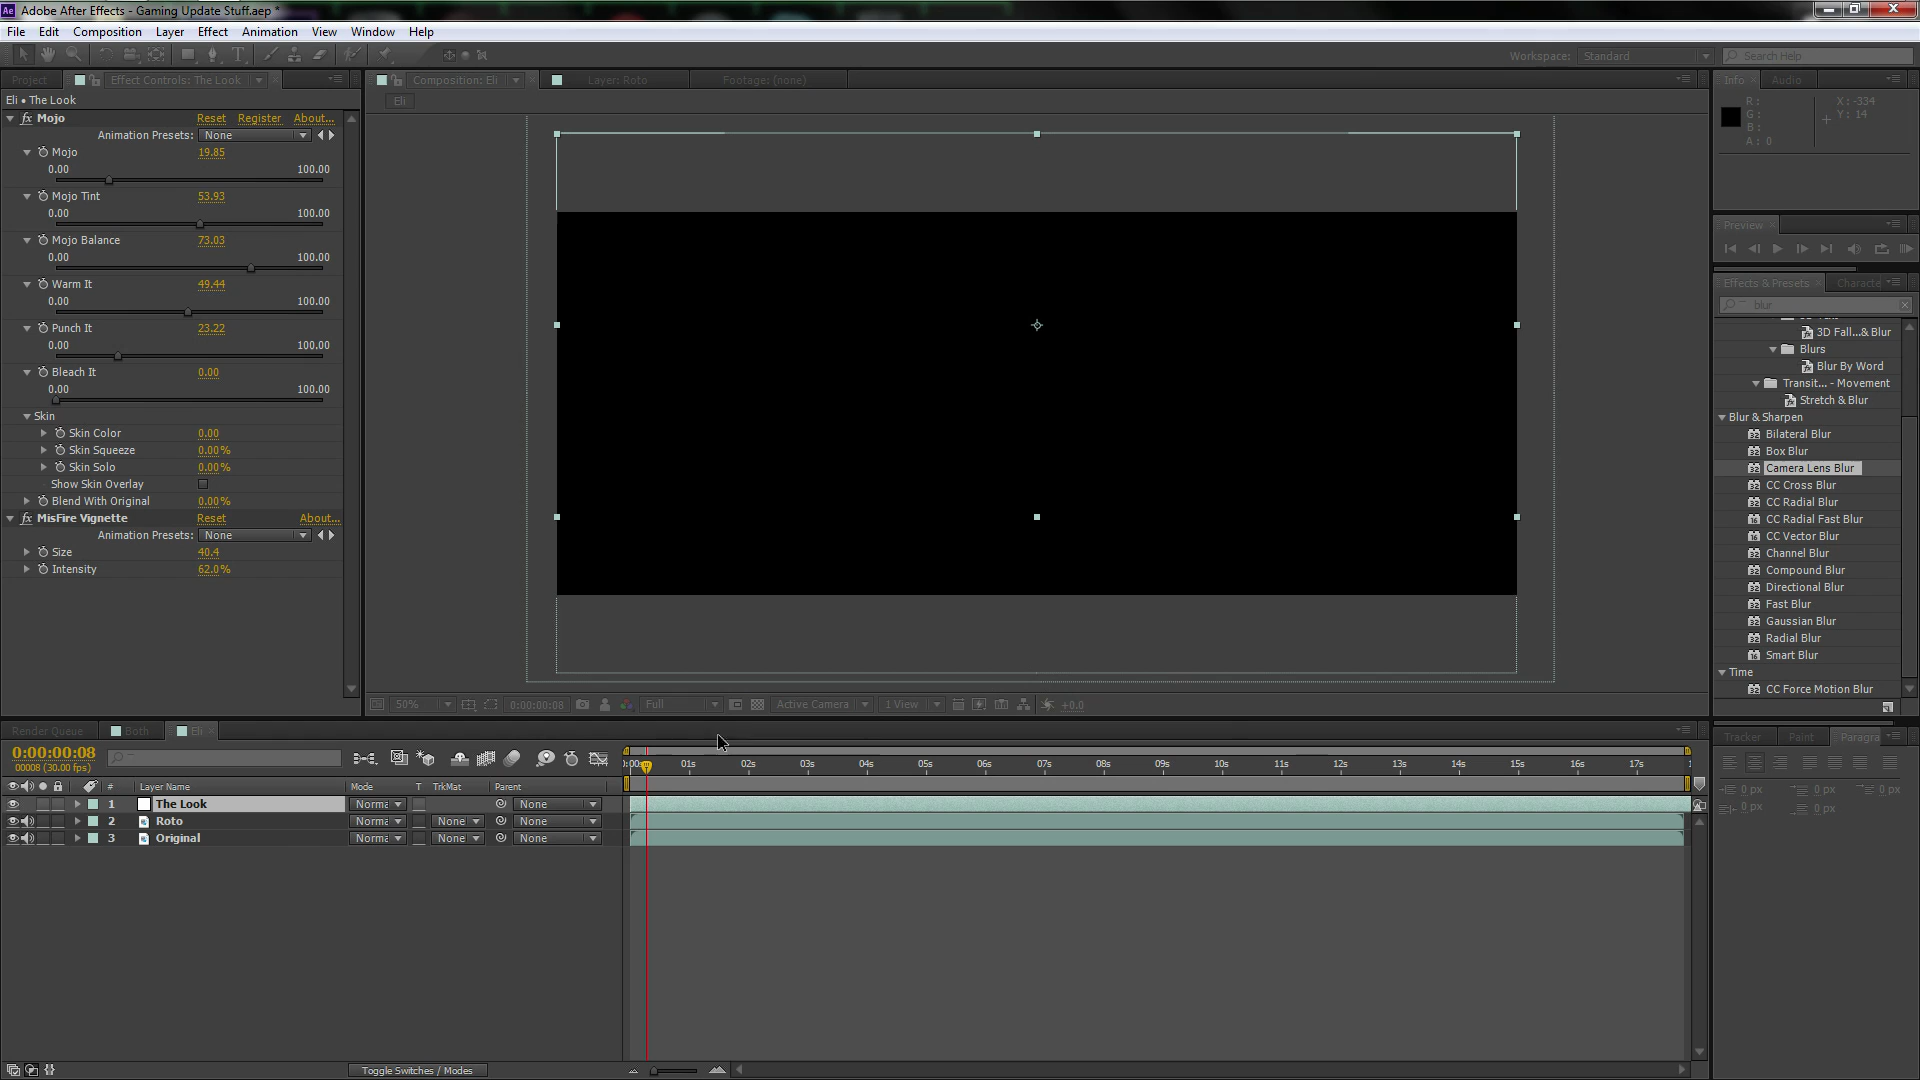 Adobe After Effects - Gaming Update Stuff.aep *
File Edit Composition Layer Effect Animation View Window Help
Workspace: Standard Search Help
Project Effect Controls: The Look Composition: Eli Layer: Roto Footage: (none) Info Audio
Eli • The Look
Eli
fx Mojo Reset Register About...
Animation Presets: None
Mojo 19.85
0.00 100.00
Mojo Tint 53.93
0.00 100.00
Mojo Balance 73.03
0.00 100.00
Warm It 49.44
0.00 100.00
Punch It 23.22
0.00 100.00
Bleach It 0.00
0.00 100.00
Skin
Skin Color 0.00
Skin Squeeze 0.00%
Skin Solo 0.00%
Show Skin Overlay
Blend With Original 0.00%
fx MisFire Vignette Reset About...
Animation Presets: None
Size 40.4
Intensity 62.0%
R: X: -334
G: Y: 14
B:
A: 0
Preview
Effects & Presets Characte
blur
3D Fall...& Blur
Blurs
Blur By Word
Transit... - Movement
Stretch & Blur
Blur & Sharpen
Bilateral Blur
Box Blur
Camera Lens Blur
CC Cross Blur
CC Radial Blur
CC Radial Fast Blur
CC Vector Blur
Channel Blur
Compound Blur
Directional Blur
Fast Blur
Gaussian Blur
Radial Blur
Smart Blur
Time
CC Force Motion Blur
50% 0:00:00:08 Full Active Camera 1 View +0.0
Render Queue Both Eli
0:00:00:08
00008 (30.00 fps)
01s 02s 03s 04s 05s 06s 07s 08s 09s 10s 11s 12s 13s 14s 15s 16s 17s
# Layer Name Mode T TrkMat Parent
1 The Look Norma None
2 Roto Norma None None
3 Original Norma None None
Toggle Switches / Modes
Tracker Paint Paragra
0 px 0 px 0 px
0 px 0 px